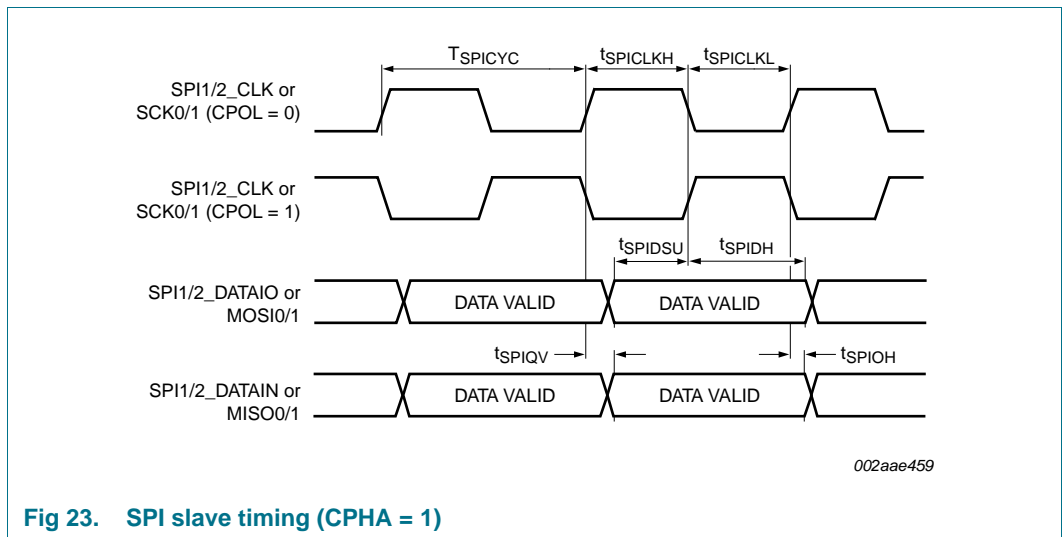 TSPICYC
tSPICLKH
tSPICLKL
SPI1/2_CLK or
SCK0/1 (CPOL = 0)
SPI1/2_CLK or
SCK0/1 (CPOL = 1)
tSPIDSU
tSPIDH
SPI1/2_DATAIO or
MOSI0/1
DATA VALID
DATA VALID
tSPIQV
tSPIOH
SPI1/2_DATAIN or
MISO0/1
DATA VALID
DATA VALID
002aae459
Fig 23. SPI slave timing (CPHA = 1)